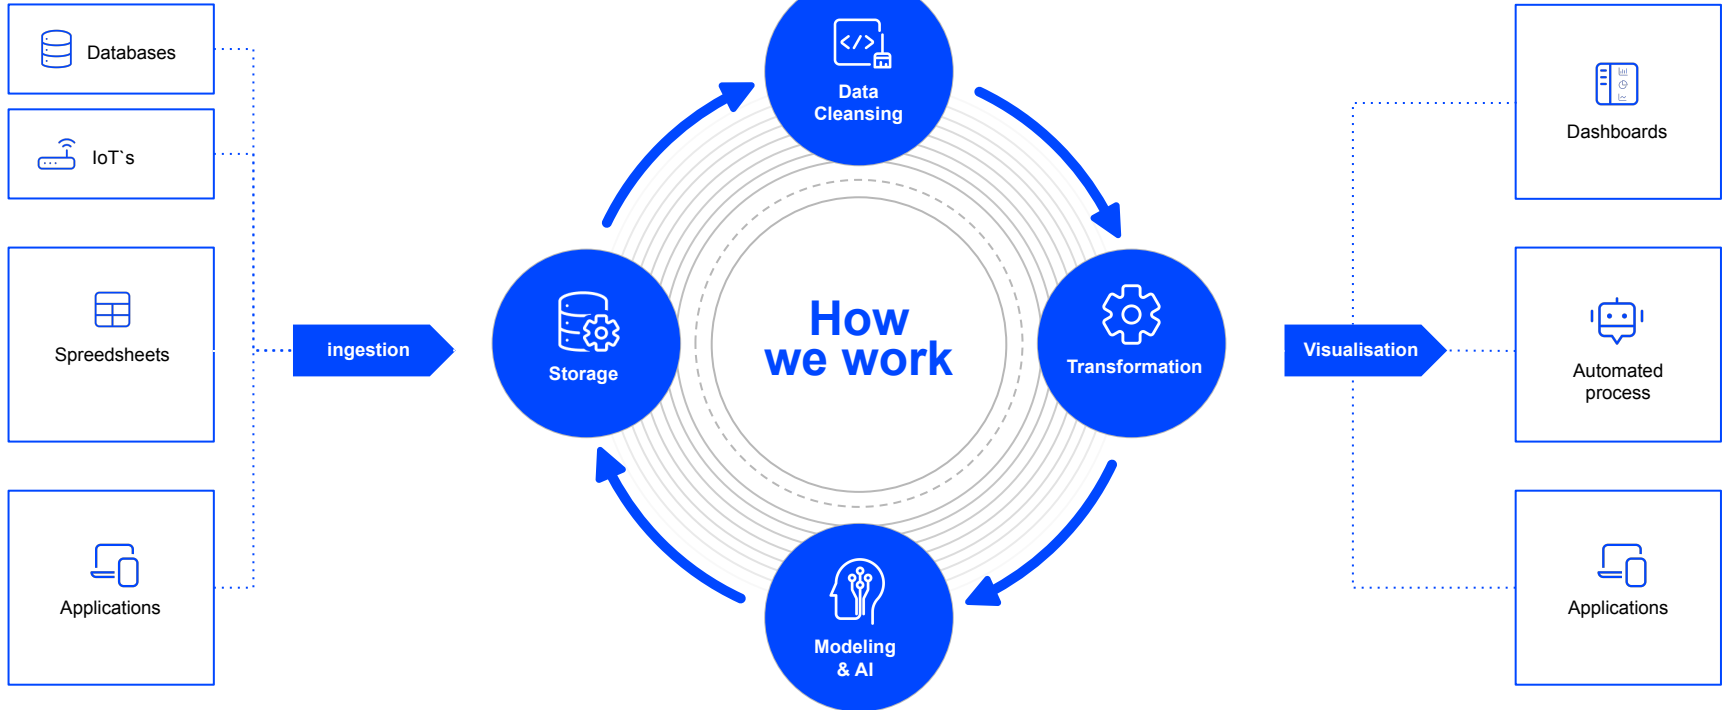 Databases
IoT`s
Spreedsheets
Applications
ingestion
Data
Cleansing
Storage
How
we work
Transformation
Modeling
& AI
Visualisation
Dashboards
Automated
process
Applications